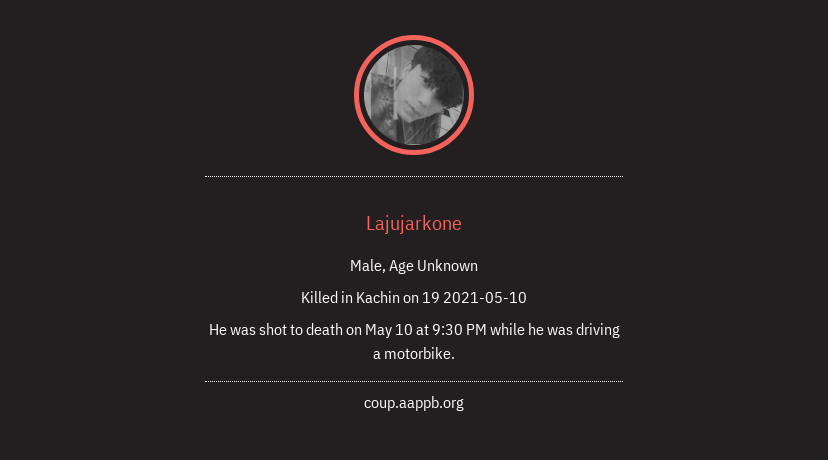 Lajujarkone
Male, Age Unknown
Killed in Kachin on 19 2021-05-10
He was shot to death on May 10 at 9:30 PM while he was driving
a motorbike.
coup.aappb.org